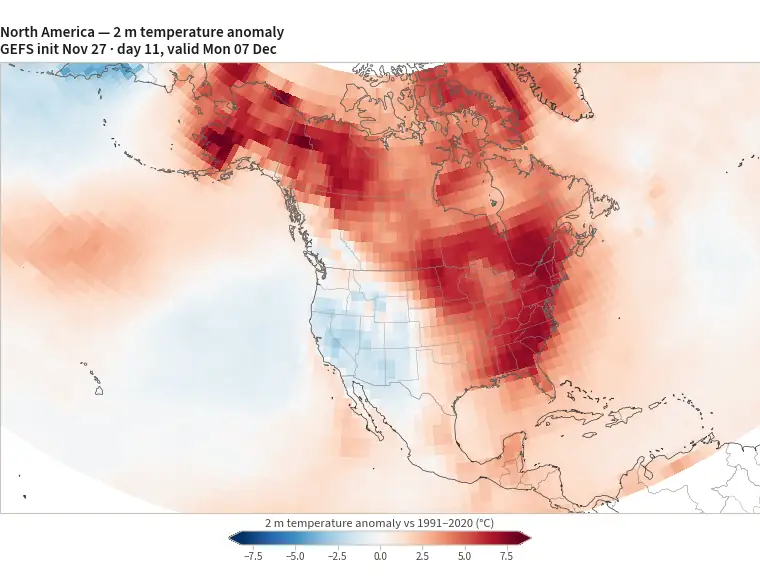 North America — 2 m temperature anomaly
GEFS init Nov 27 · day 11, valid Mon 07 Dec
2 m temperature anomaly vs 1991–2020 (°C)
−7.5 −5.0 −2.5 0.0 2.5 5.0 7.5